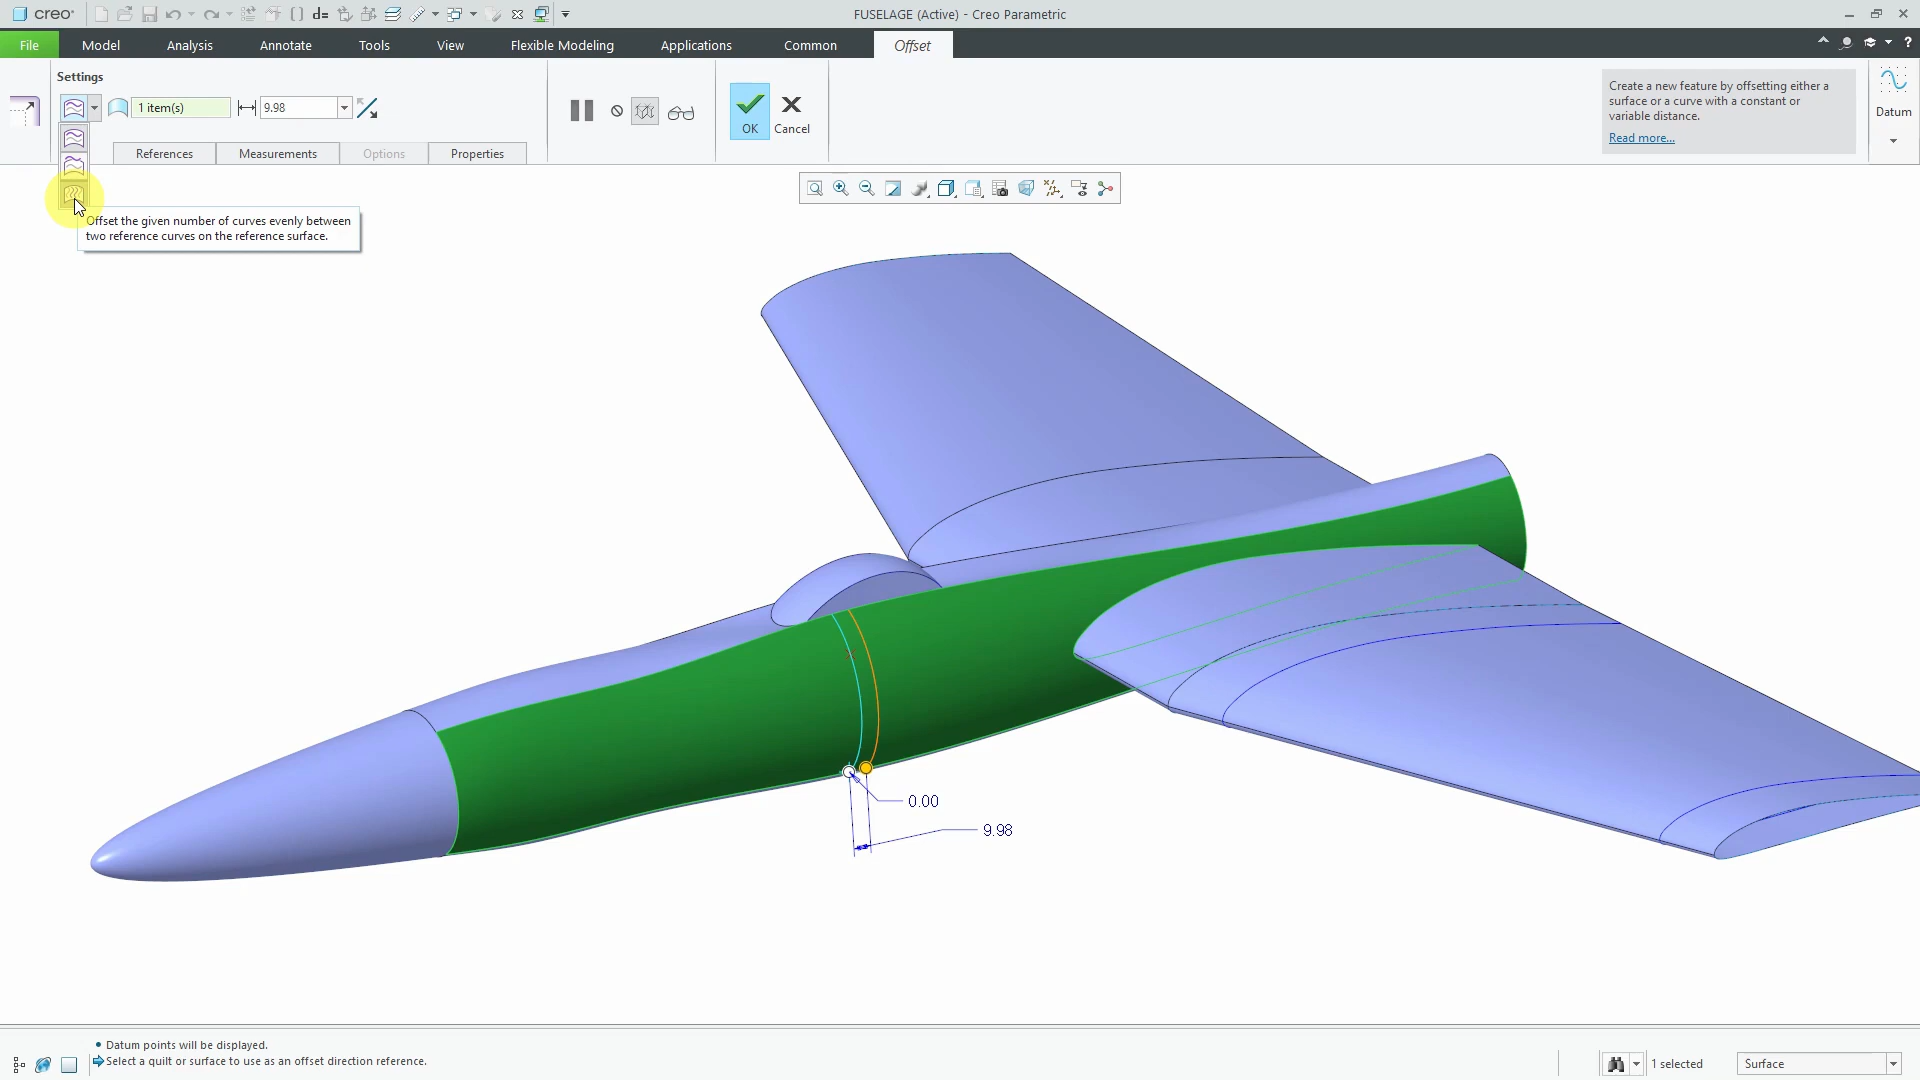 creo
d=
FUSELAGE (Active) - Creo Parametric
File
Model
Analysis
Annotate
Tools
View
Flexible Modeling
Applications
Common
Offset
?
Settings
1 item(s)
9.98
References
Measurements
Options
Properties
OK
Cancel
Create a new feature by offsetting either a
surface or a curve with a constant or
variable distance.
Read more...
Datum
Offset the given number of curves evenly between
two reference curves on the reference surface.
0.00
9.98
Datum points will be displayed.
Select a quilt or surface to use as an offset direction reference.
1 selected
Surface